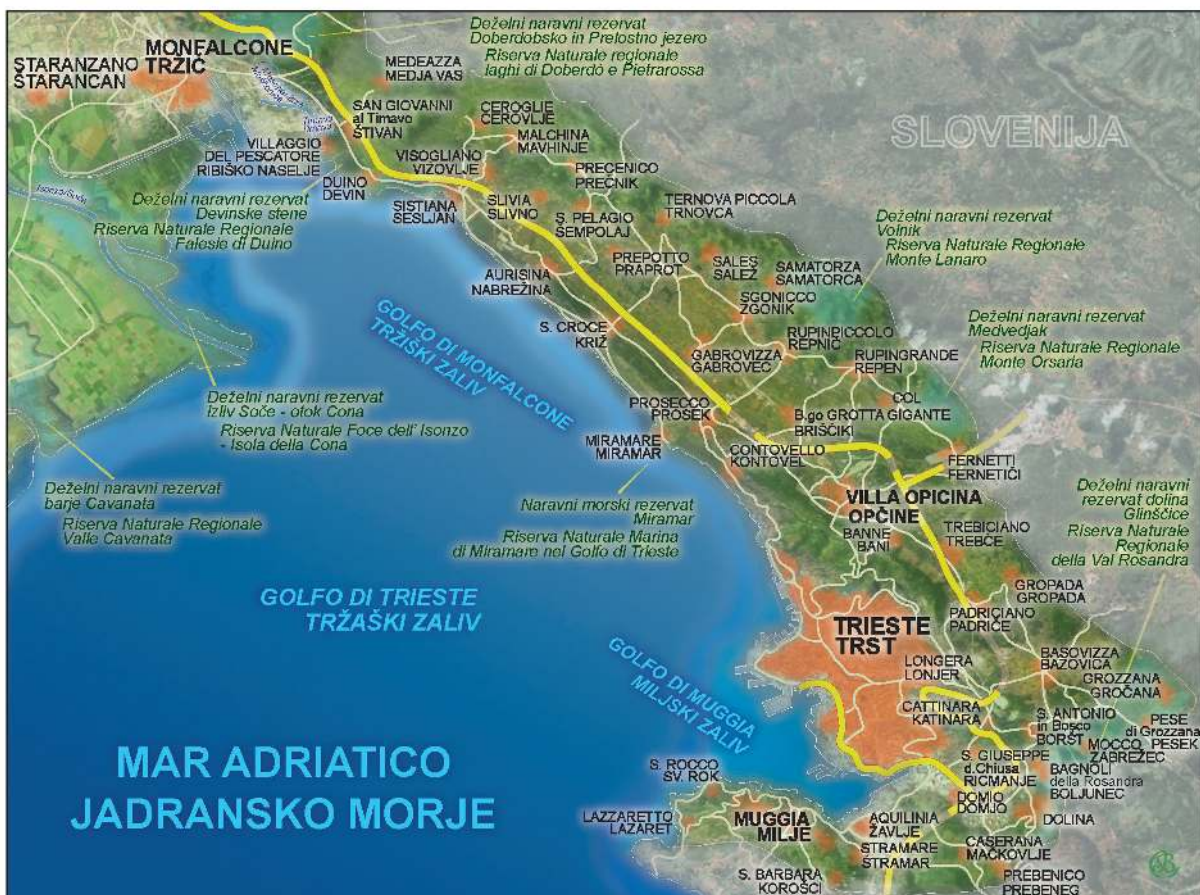 MONFALCONE
TRŽIČ
STARANZANO
ŠTARANCAN
Deželni naravni rezervat
Doberdobsko in Prelostno jezero
Riserva Naturale regionale
laghi di Doberdò e Pietrarossa
MEDEAZZA
MEDJA VAS
SAN GIOVANNI
al Timavo
ŠTIVAN
CEROGLIE
CEROVLJE
MALCHINA
MAVHINJE
SLOVENIJA
VILLAGGIO
DEL PESCATORE
RIBIŠKO NASELJE
VISOGLIANO
VIZOVLJE
PRECENICO
PREČNIK
DUINO
DEVIN
Isonzo/Soča
Deželni naravni rezervat
Devinske stene
Riserva Naturale Regionale
Falesie di Duino
SISTIANA
SESLJAN
SLIVIA
SLIVNO
S. PELAGIO
ŠEMPOLAJ
TERNOVA PICCOLA
TRNOVCA
Deželni naravni rezervat
Volnik
Riserva Naturale Regionale
Monte Lanaro
PREPOTTO
PRAPROT
SALES
SALEŽ
SAMATORZA
SAMATORCA
AURISINA
NABREŽINA
SGONICCO
ZGONIK
GOLFO DI MONFALCONE
TRŽIŠKI ZALIV
S. CROCE
KRIŽ
Deželni naravni rezervat
Medvedjak
Riserva Naturale Regionale
Monte Orsaria
RUPINPICCOLO
REPNIČ
GABROVIZZA
GABROVEC
RUPINGRANDE
REPEN
COL
Deželni naravni rezervat
izliv Soče - otok Cona
Riserva Naturale Foce dell' Isonzo
- Isola della Cona
PROSECCO
PROSEK
B.go GROTTA GIGANTE
BRIŠČIKI
MIRAMARE
MIRAMAR
CONTOVELLO
KONTOVEL
FERNETTI
FERNETIČI
Deželni naravni rezervat
barje Cavanata
Riserva Naturale Regionale
Valle Cavanata
Naravni morski rezervat
Miramar
Riserva Naturale Marina
di Miramare nel Golfo di Trieste
VILLA OPICINA
OPČINE
Deželni naravni
rezervat dolina
Glinščice
Riserva Naturale
Regionale
della Val Rosandra
BANNE
BANI
TREBICIANO
TREBČE
GROPADA
GROPADA
GOLFO DI TRIESTE
TRŽAŠKI ZALIV
PADRICIANO
PADRIČE
TRIESTE
TRST
GOLFO DI MUGGIA
MILJSKI ZALIV
LONGERA
LONJER
BASOVIZZA
BAZOVICA
GROZZANA
GROČANA
CATTINARA
KATINARA
S. ANTONIO
in Bosco
BORŠT
PESE
di Grozzana
PESEK
MOCCO
ZABREŽEC
MAR ADRIATICO
JADRANSKO MORJE
S. GIUSEPPE
d.Chiusa
RICMANJE
BAGNOLI
della Rosandra
BOLJUNEC
S. ROCCO
SV. ROK
DOMIO
DOMJO
DOLINA
LAZZARETTO
LAZARET
MUGGIA
MILJE
AQUILINIA
ŽAVLJE
STRAMARE
ŠTRAMAR
CASERANA
MAČKOVLJE
S. BARBARA
KOROŠCI
PREBENICO
PREBENEG